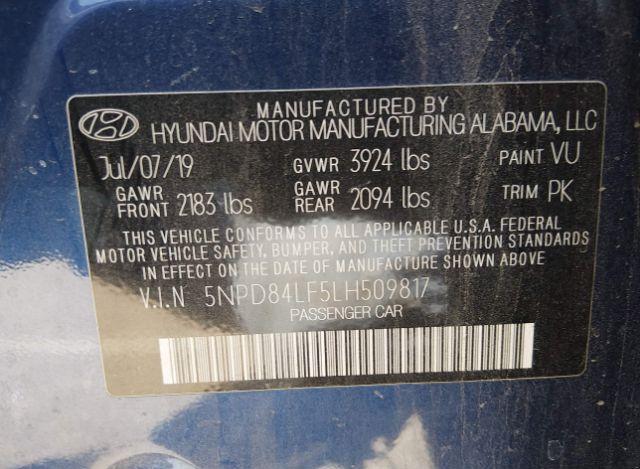 MANUFACTURED BY
HYUNDAI MOTOR MANUFACTURING ALABAMA, LLC
Jul/07/19 GVWR 3924 lbs PAINT VU
GAWR FRONT 2183 lbs GAWR REAR 2094 lbs TRIM PK
THIS VEHICLE CONFORMS TO ALL APPLICABLE U.S.A. FEDERAL
MOTOR VEHICLE SAFETY, BUMPER, AND THEFT PREVENTION STANDARDS
IN EFFECT ON THE DATE OF MANUFACTURE SHOWN ABOVE
V.I.N 5NPD84LF5LH509817
PASSENGER CAR